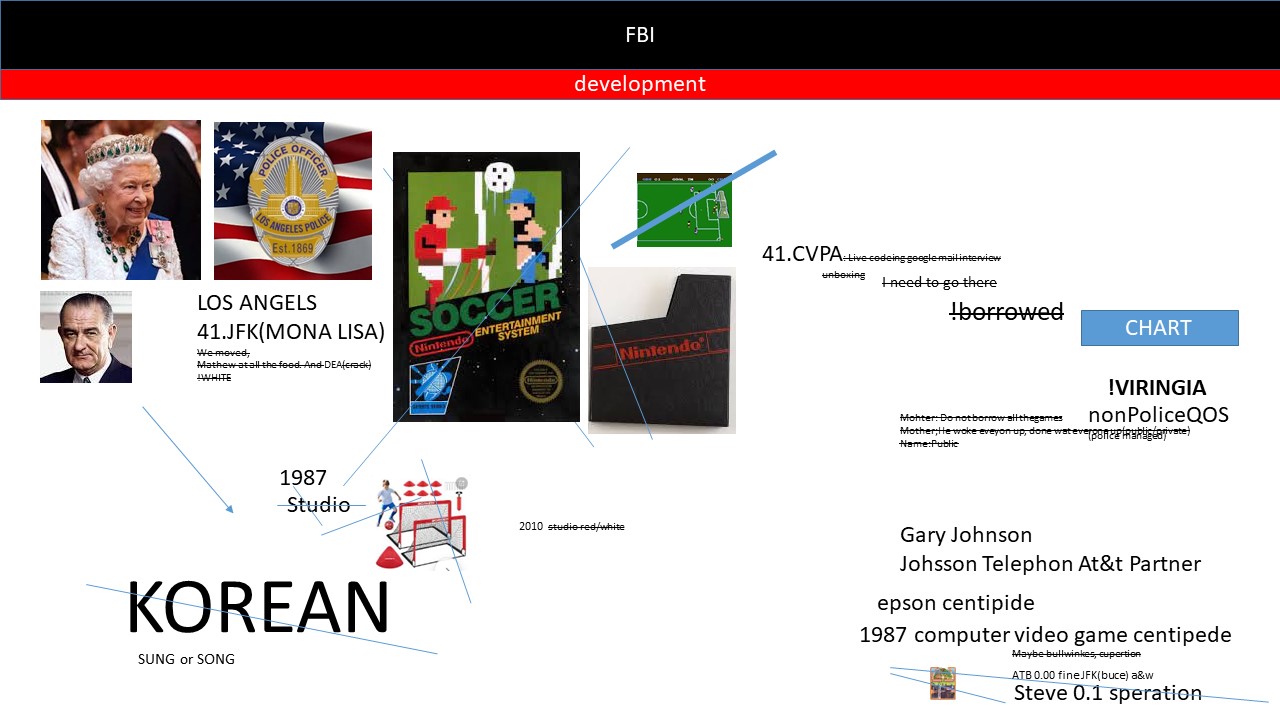 FBI
development
POLICE OFFICER
LOS ANGELES POLICE
Est.1869
SOCCER
Nintendo
ENTERTAINMENT
SYSTEM
SPORTS SERIES
Nintendo®
LOS ANGELS
41.JFK(MONA LISA)
We moved,
Mathew at all the food. And DEA(crack)
!WHITE
41.CVPA: Live codeing google mail interview
unboxing
I need to go there
!borrowed
CHART
!VIRINGIA
nonPoliceQOS
(police managed)
Mohter: Do not borrow all thegames
Mother;He woke eveyon up, done wat everone up(public/private)
Name:Public
1987
Studio
2010 studio red/white
KOREAN
SUNG or SONG
Gary Johnson
Johsson Telephon At&t Partner
epson centipide
1987 computer video game centipede
Maybe bullwinkes, cupertion
ATB 0.00 fine JFK(buce) a&w
Steve 0.1 speration